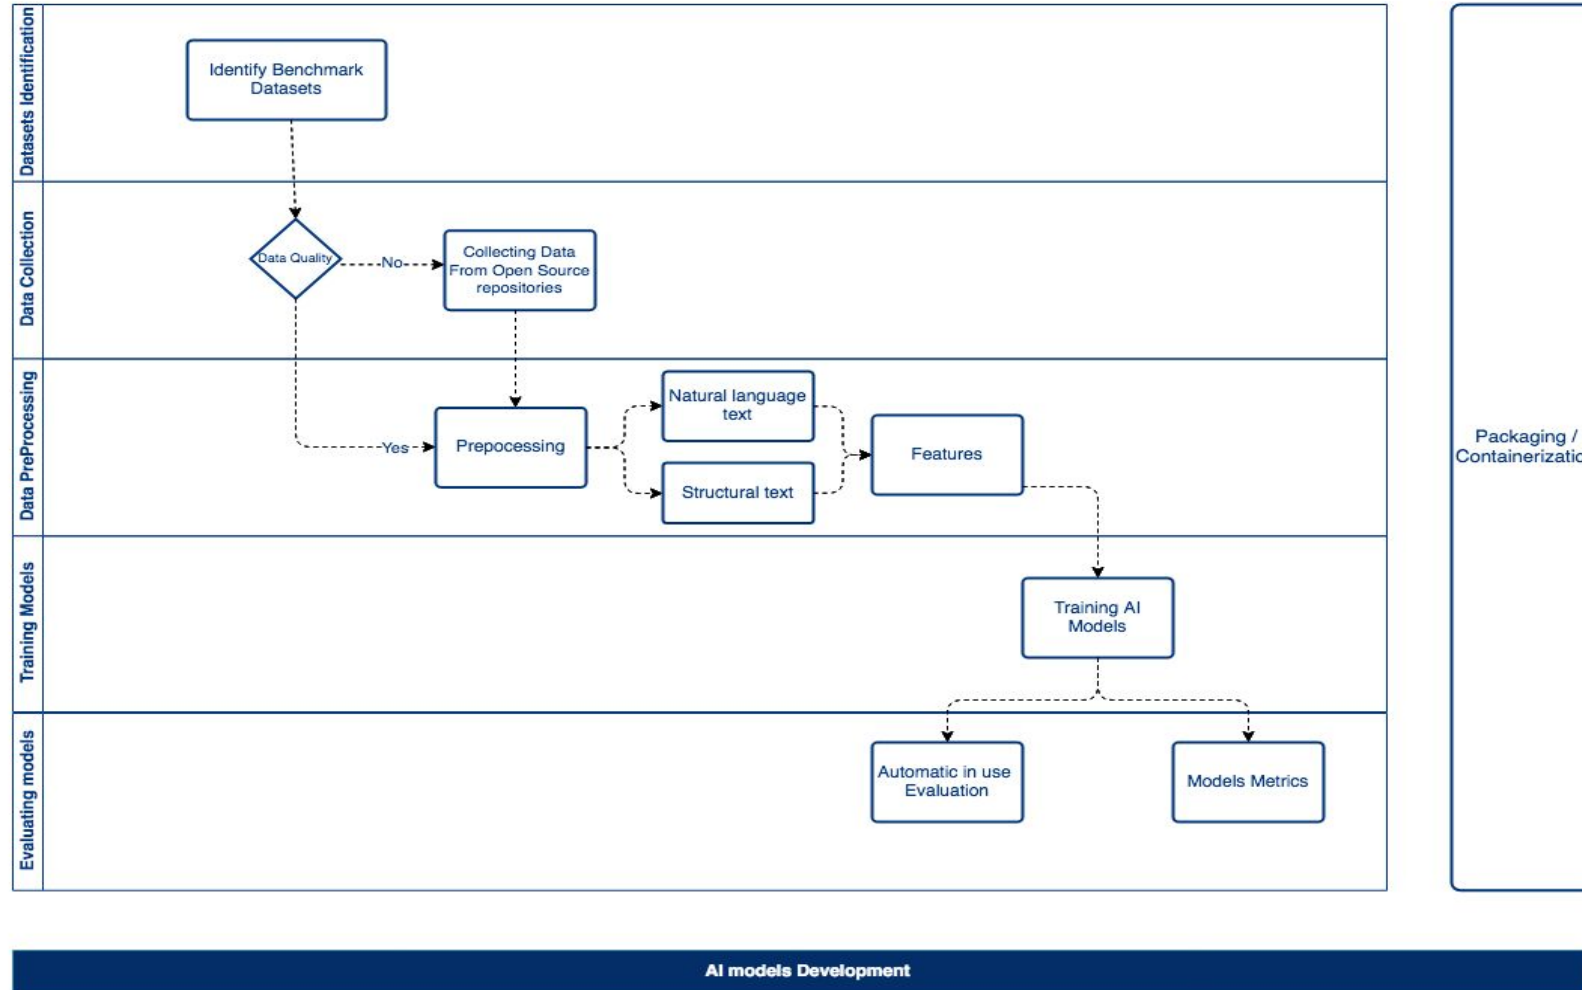 Datasets Identification
Identify Benchmark
Datasets
Data Collection
Data Quality
No
Collecting Data
From Open Source
repositories
Data PreProcessing
Yes
Prepocessing
Natural language
text
Structural text
Features
Training Models
Training AI
Models
Evaluating models
Automatic in use
Evaluation
Models Metrics
Packaging /
Containerizatio
AI models Development